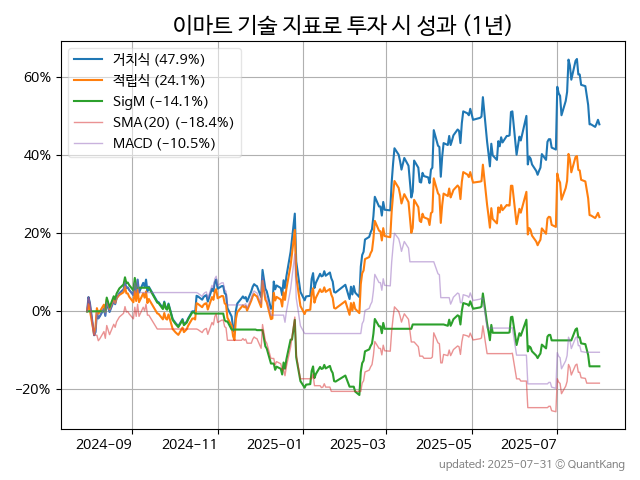 이마트 기술 지표로 투자 시 성과 (1년)
거치식 (47.9%)
적립식 (24.1%)
SigM (−14.1%)
SMA(20) (−18.4%)
MACD (−10.5%)
60%
40%
20%
0%
−20%
2024-09
2024-11
2025-01
2025-03
2025-05
2025-07
updated: 2025-07-31 © QuantKang